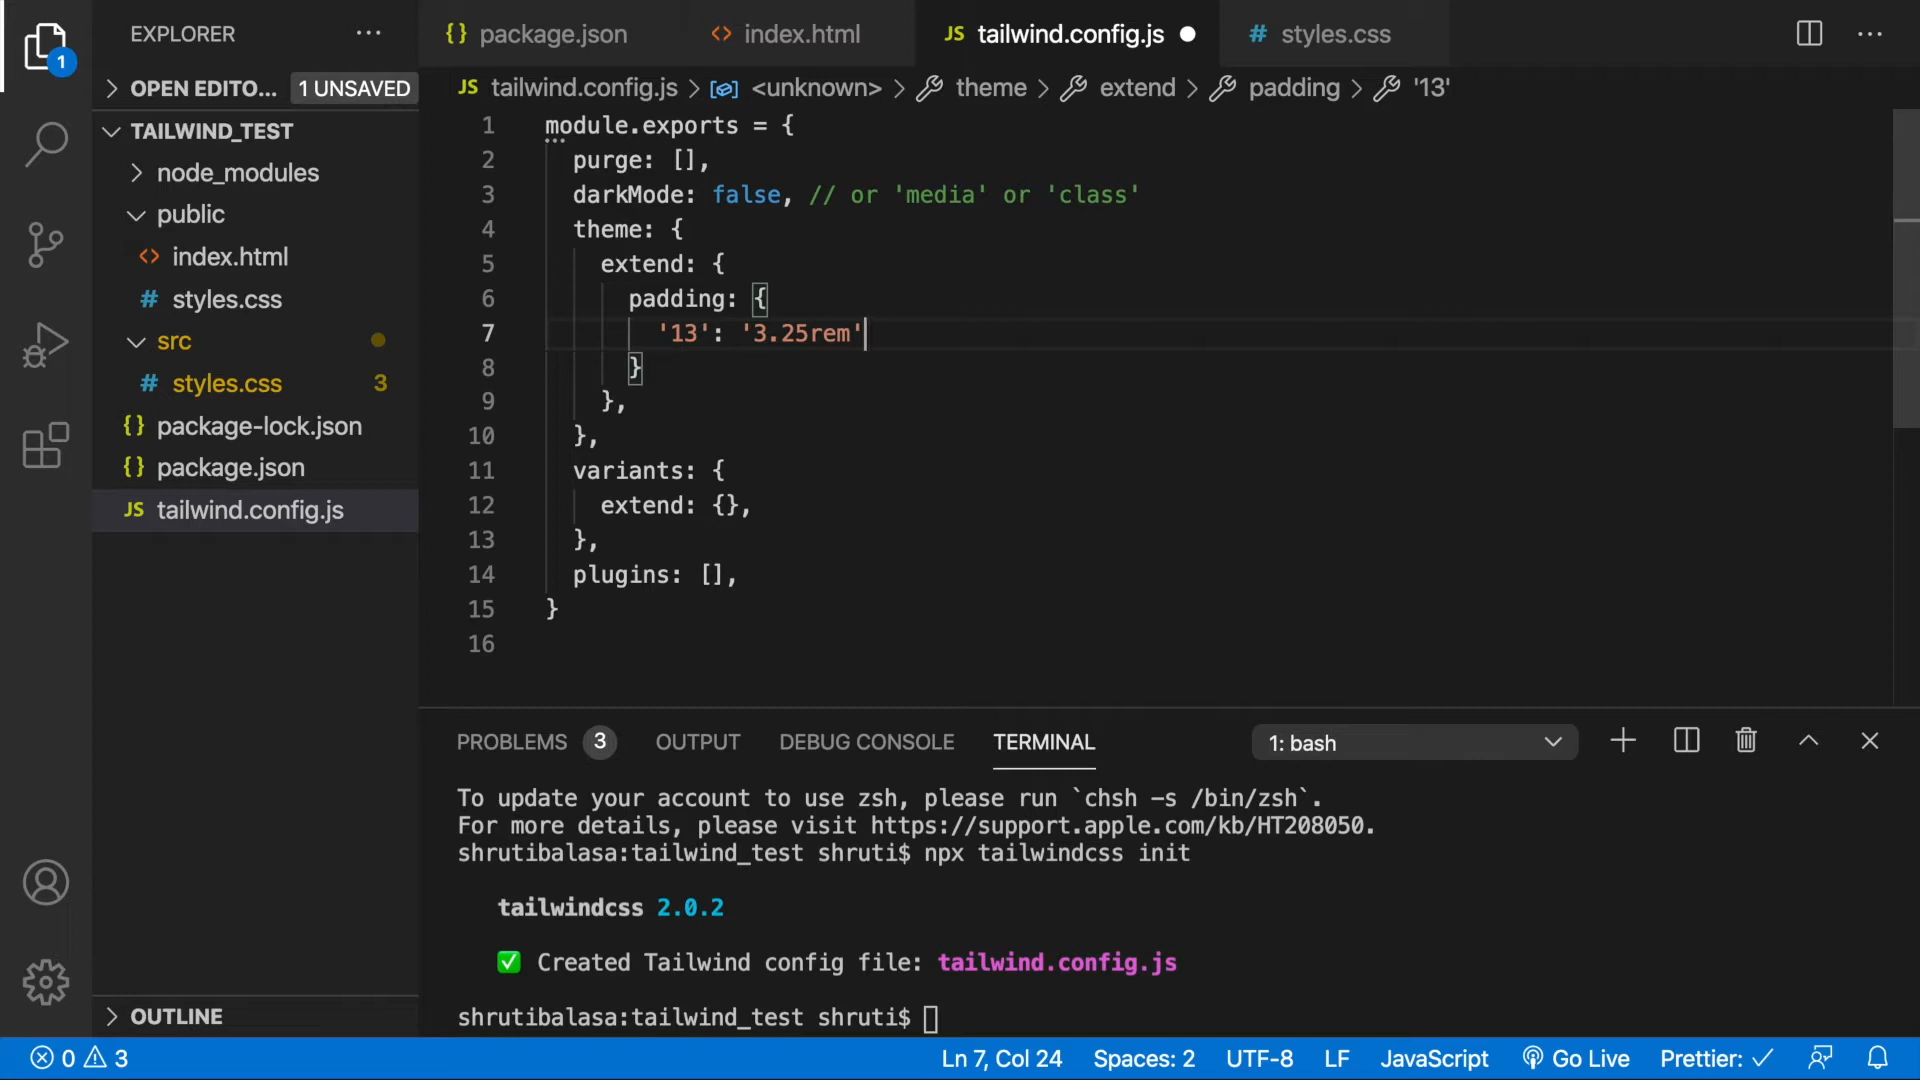 EXPLORER
{} package.json
<> index.html
JS tailwind.config.js
# styles.css
1
OPEN EDITO... 1 UNSAVED
JS tailwind.config.js > <unknown> > theme > extend > padding > '13'
TAILWIND_TEST
node_modules
public
<> index.html
# styles.css
src
# styles.css 3
{} package-lock.json
{} package.json
JS tailwind.config.js
OUTLINE
1 module.exports = {
2 purge: [],
3 darkMode: false, // or 'media' or 'class'
4 theme: {
5 extend: {
6 padding: {
7 '13': '3.25rem'
8 }
9 },
10 },
11 variants: {
12 extend: {},
13 },
14 plugins: [],
15 }
16
PROBLEMS 3 OUTPUT DEBUG CONSOLE TERMINAL 1: bash
To update your account to use zsh, please run `chsh -s /bin/zsh`.
For more details, please visit https://support.apple.com/kb/HT208050.
shrutibalasa:tailwind_test shruti$ npx tailwindcss init
tailwindcss 2.0.2
✅ Created Tailwind config file: tailwind.config.js
shrutibalasa:tailwind_test shruti$
0 3 Ln 7, Col 24 Spaces: 2 UTF-8 LF JavaScript Go Live Prettier: ✓